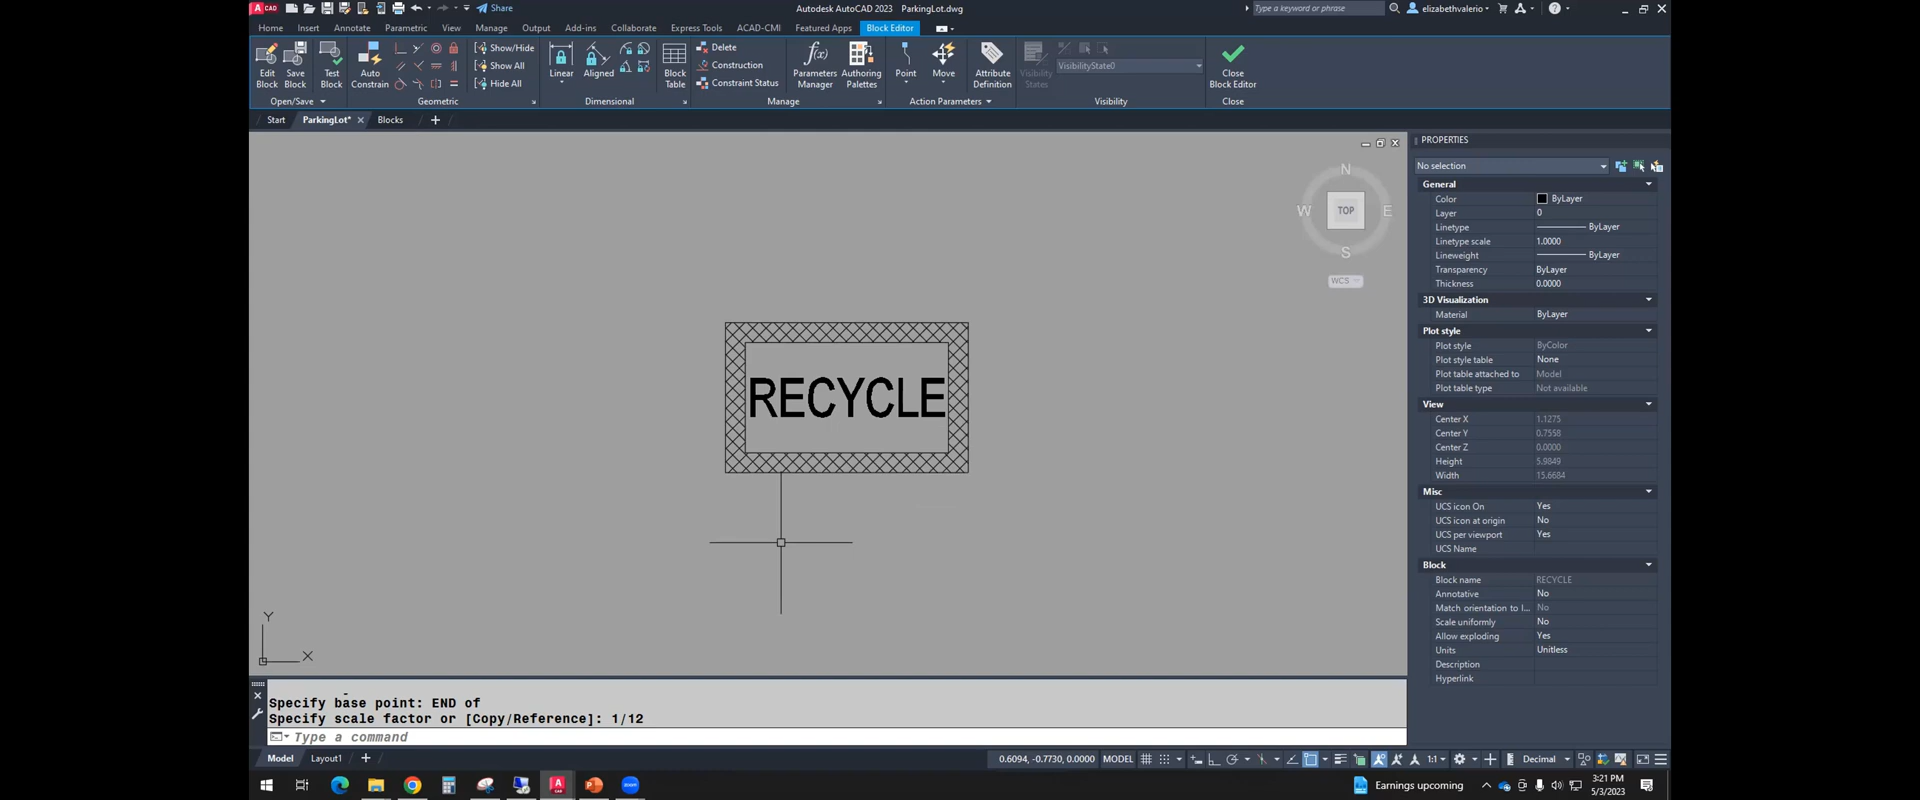 Share
Autodesk AutoCAD 2023 ParkingLot.dwg
Type a keyword or phrase
elizabethvalerio
Home Insert Annotate Parametric View Manage Output Add-ins Collaborate Express Tools ACAD-CMI Featured Apps Block Editor
Edit Block
Save Block
Test Block
Auto Constrain
Show/Hide
Show All
Hide All
Linear
Aligned
Block Table
Delete
Construction
Constraint Status
f(x)
Parameters Manager
Authoring Palettes
Point
Move
Attribute Definition
Visibility States
VisibilityState0
Close Block Editor
Open/Save Geometric Dimensional Manage Action Parameters Visibility Close
Start ParkingLot* Blocks
PROPERTIES
No selection
General
Color ByLayer
Layer 0
Linetype ByLayer
Linetype scale 1.0000
Lineweight ByLayer
Transparency ByLayer
Thickness 0.0000
3D Visualization
Material ByLayer
Plot style
Plot style ByColor
Plot style table None
Plot table attached to Model
Plot table type Not available
View
Center X 1.1275
Center Y 0.7558
Center Z 0.0000
Height 5.9849
Width 15.6684
Misc
UCS icon On Yes
UCS icon at origin No
UCS per viewport Yes
UCS Name
Block
Block name RECYCLE
Annotative No
Match orientation to l... No
Scale uniformly No
Allow exploding Yes
Units Unitless
Description
Hyperlink
N
W TOP E
S
WCS
RECYCLE
Y
X
Specify base point: END of
Specify scale factor or [Copy/Reference]: 1/12
Type a command
Model Layout1
0.6094, -0.7730, 0.0000 MODEL
1:1
Decimal
Earnings upcoming
3:21 PM
5/3/2023